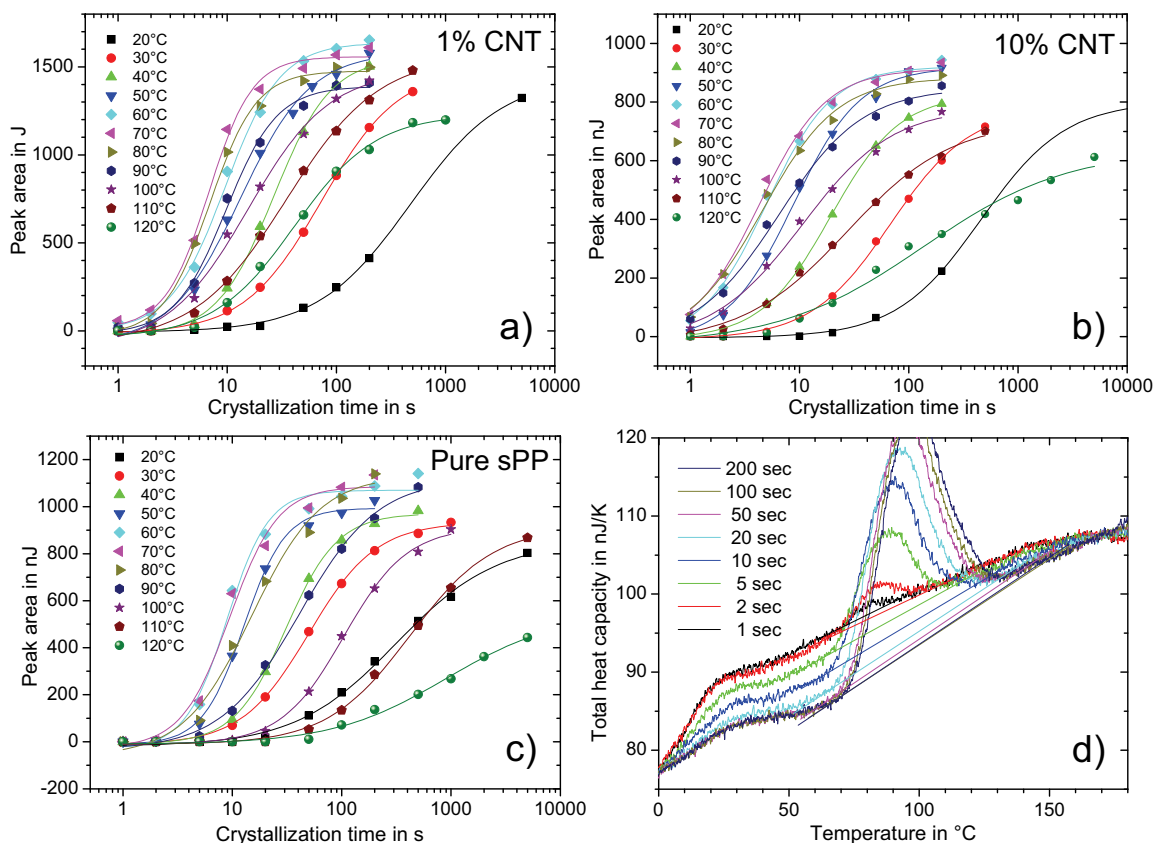 20°C
30°C
40°C
50°C
60°C
70°C
80°C
90°C
100°C
110°C
120°C
1% CNT
a)
1500
1000
500
0
Peak area in J
1 10 100 1000 10000
Crystallization time in s
20°C
30°C
40°C
50°C
60°C
70°C
80°C
90°C
100°C
110°C
120°C
10% CNT
b)
1000
800
600
400
200
0
Peak area in nJ
1 10 100 1000 10000
Crystallization time in s
20°C
30°C
40°C
50°C
60°C
70°C
80°C
90°C
100°C
110°C
120°C
Pure sPP
c)
1200
1000
800
600
400
200
0
-200
Peak area in nJ
1 10 100 1000 10000
Crystallization time in s
200 sec
100 sec
50 sec
20 sec
10 sec
5 sec
2 sec
1 sec
d)
120
110
100
90
80
Total heat capacity in nJ/K
0 50 100 150
Temperature in °C